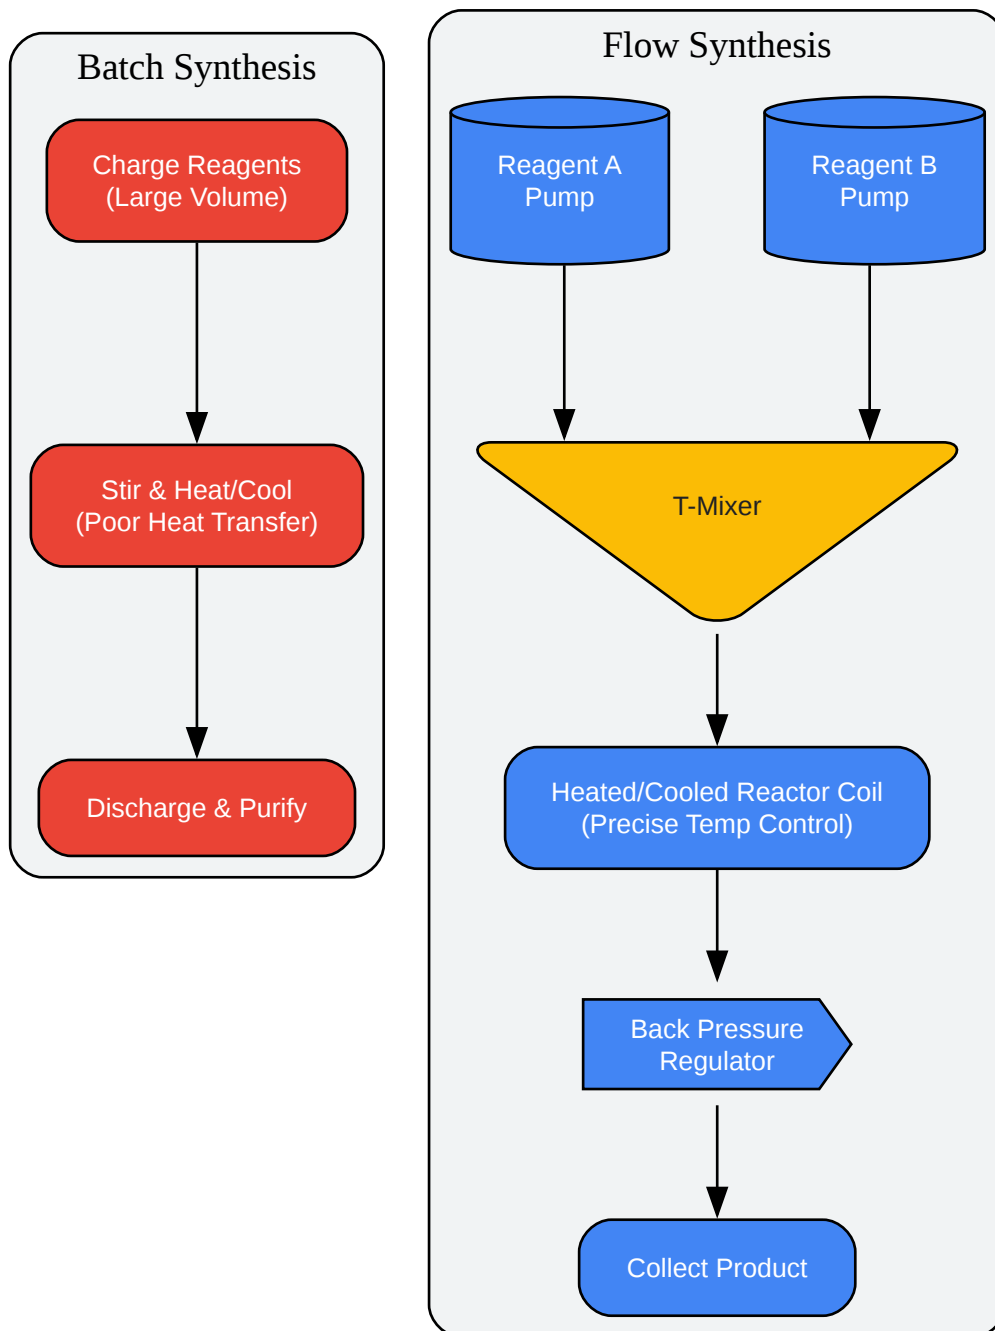 Batch Synthesis
Charge Reagents
(Large Volume)
Stir & Heat/Cool
(Poor Heat Transfer)
Discharge & Purify
Flow Synthesis
Reagent A
Pump
Reagent B
Pump
T-Mixer
Heated/Cooled Reactor Coil
(Precise Temp Control)
Back Pressure
Regulator
Collect Product